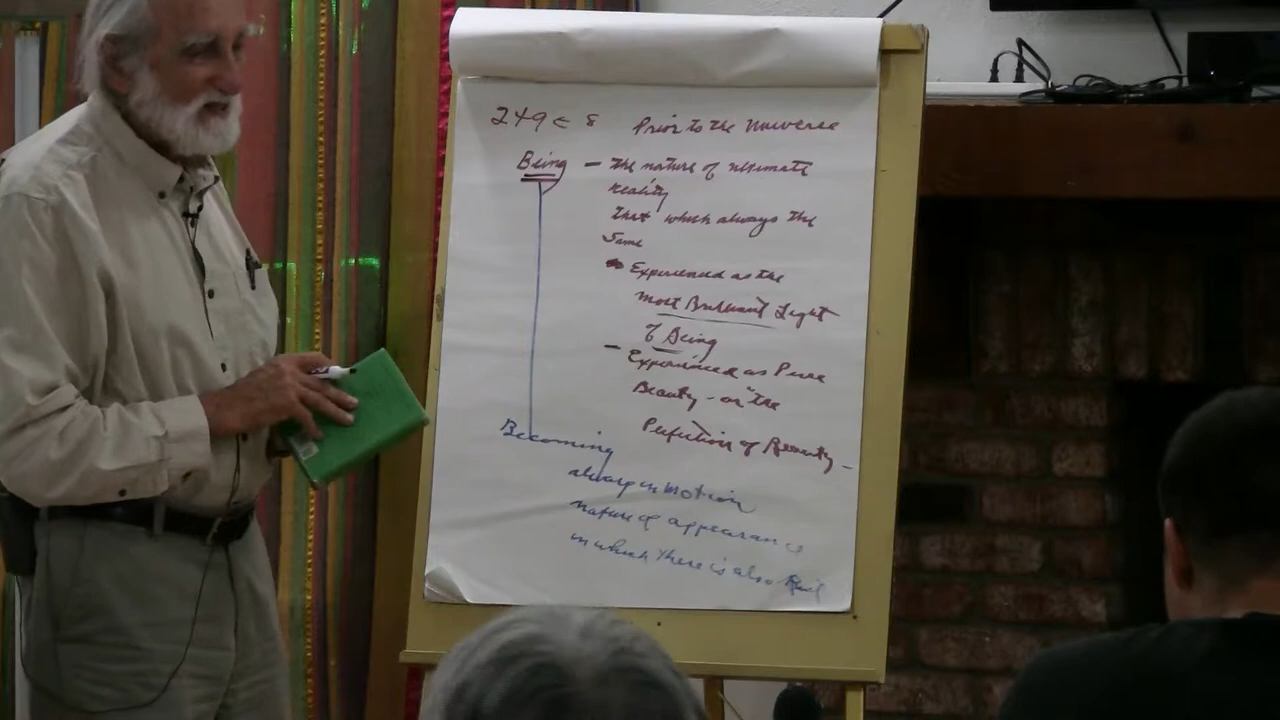 249 E 8 Prior to the Universe
Being – the nature of ultimate
reality
that which always the
Same
Experienced as the
most Brilliant Light
of Being
– Experienced as Pure
Beauty – or "the
Perfection of Beauty –
Becoming
always in motion
nature of appearance
in which there is also